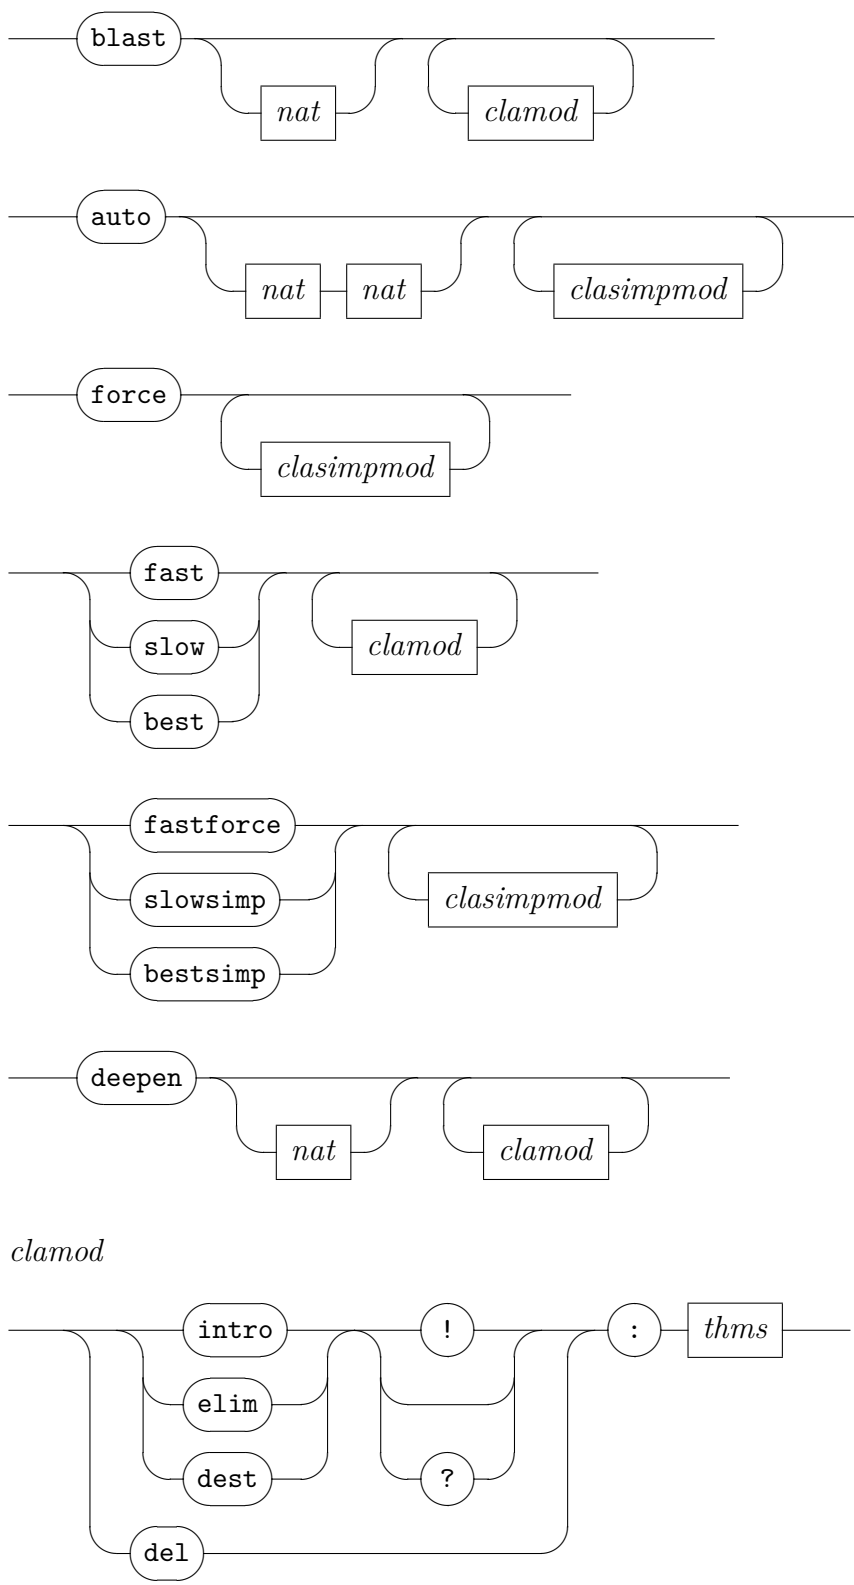 blast
nat clamod
auto
nat nat clasimpmod
force
clasimpmod
fast
slow clamod
best
fastforce
slowsimp clasimpmod
bestsimp
deepen
nat clamod
clamod
intro ! : thms
elim
dest ?
del